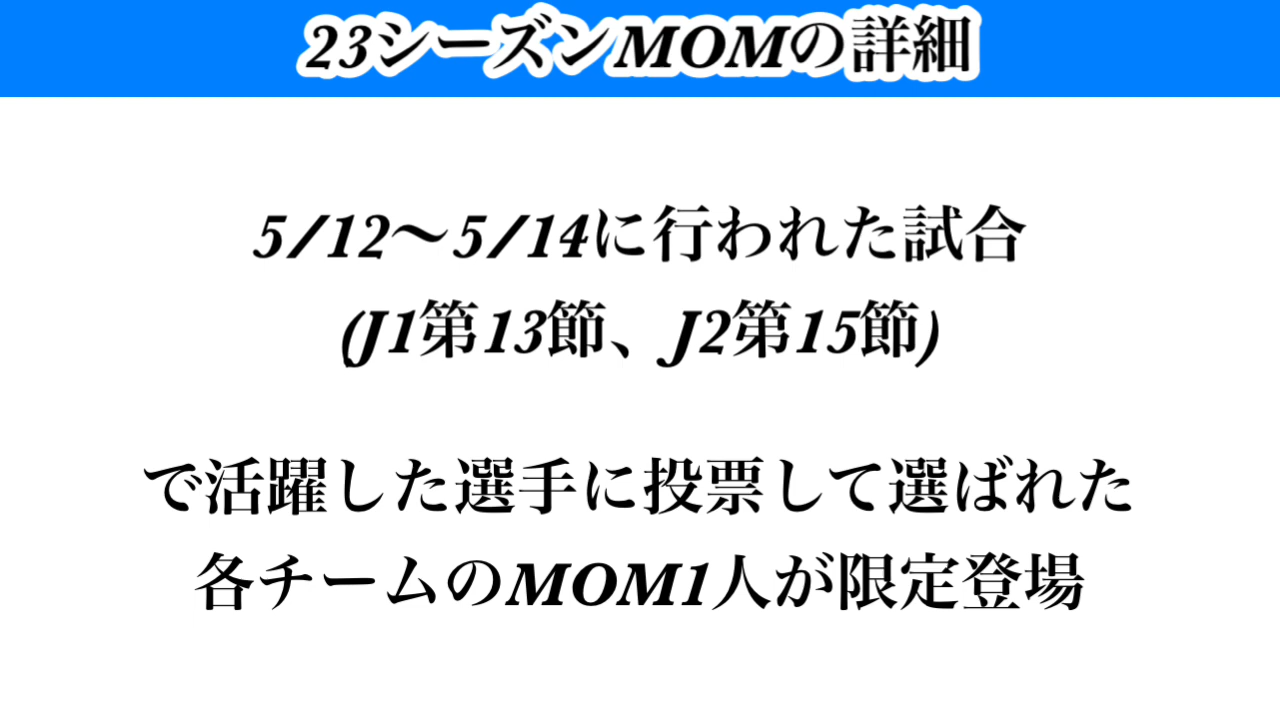 23シーズンMOMの詳細
5/12〜5/14に行われた試合
(J1第13節、J2第15節)
で活躍した選手に投票して選ばれた
各チームのMOM1人が限定登場